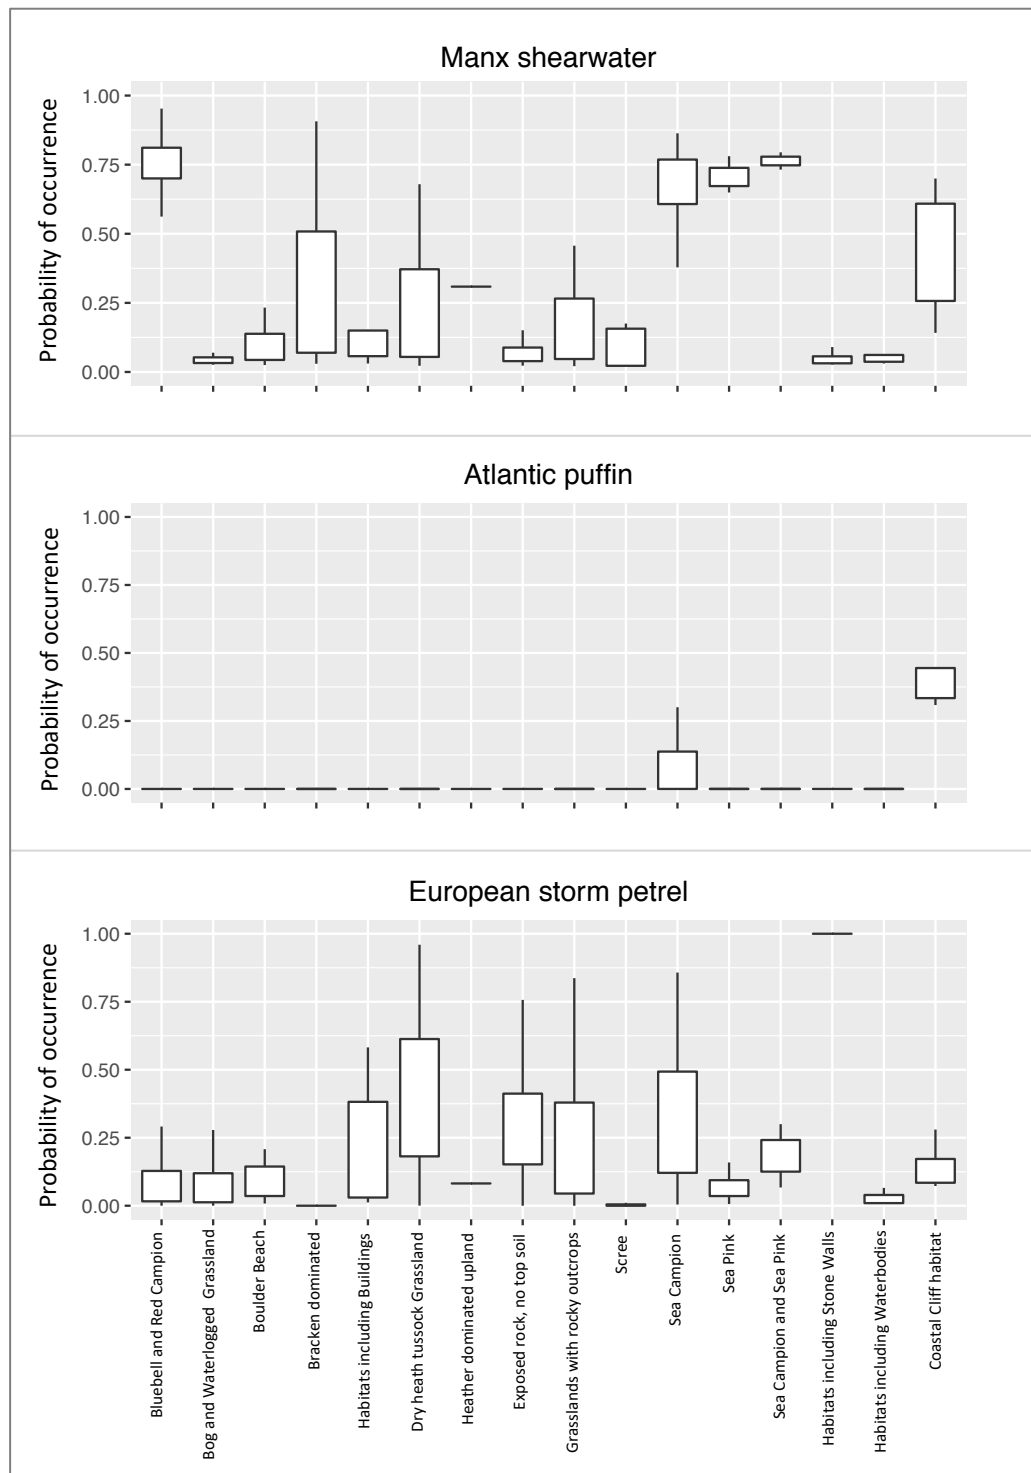 Manx shearwater
Probability of occurrence
1.00
0.75
0.50
0.25
0.00
Atlantic puffin
Probability of occurrence
1.00
0.75
0.50
0.25
0.00
European storm petrel
Probability of occurrence
1.00
0.75
0.50
0.25
0.00
Bluebell and Red Campion
Bog and Waterlogged Grassland
Boulder Beach
Bracken dominated
Habitats including Buildings
Dry heath tussock Grassland
Heather dominated upland
Exposed rock, no top soil
Grasslands with rocky outcrops
Scree
Sea Campion
Sea Pink
Sea Campion and Sea Pink
Habitats including Stone Walls
Habitats including Waterbodies
Coastal Cliff habitat